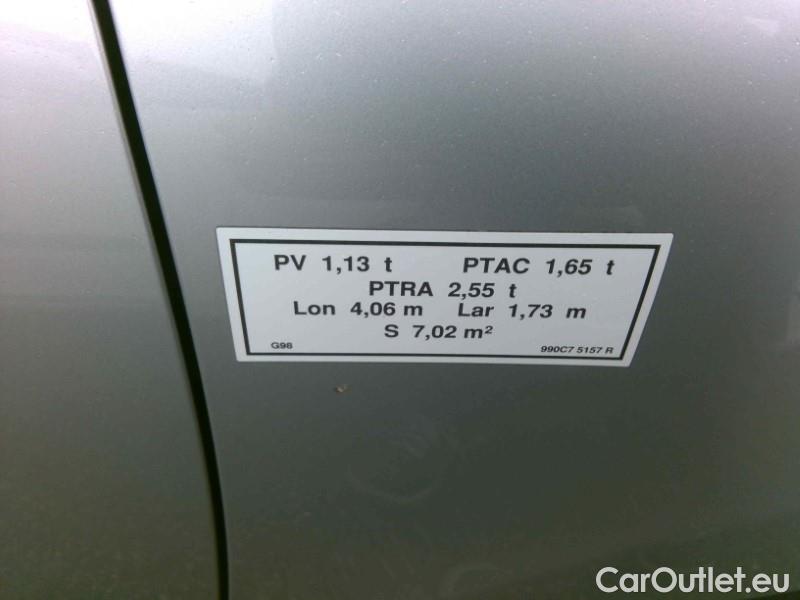 PV 1,13 t PTAC 1,65 t
PTRA 2,55 t
Lon 4,06 m Lar 1,73 m
S 7,02 m²
G98 990C7 5157 R
CarOutlet.eu